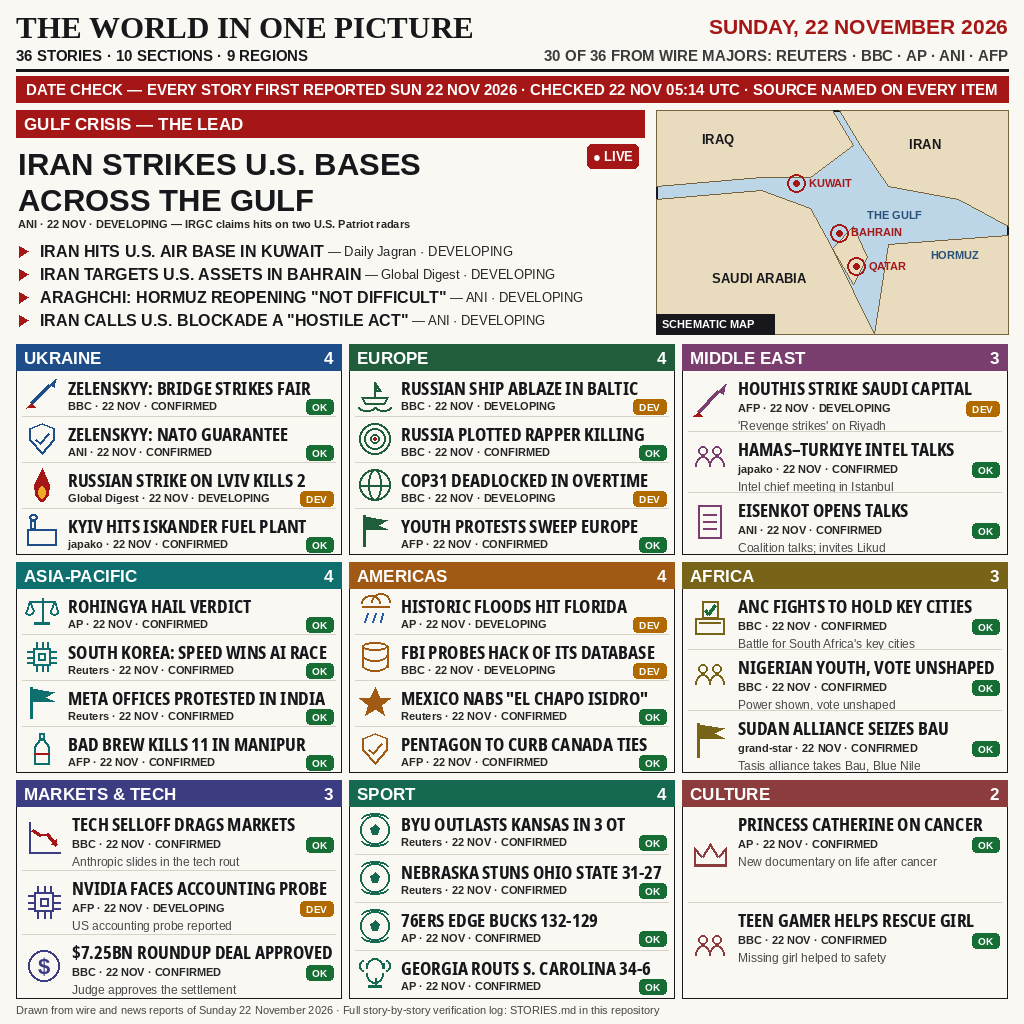 THE WORLD IN ONE PICTURE
SUNDAY, 22 NOVEMBER 2026
36 STORIES · 10 SECTIONS · 9 REGIONS
30 OF 36 FROM WIRE MAJORS: REUTERS · BBC · AP · ANI · AFP
DATE CHECK — EVERY STORY FIRST REPORTED SUN 22 NOV 2026 · CHECKED 22 NOV 05:14 UTC · SOURCE NAMED ON EVERY ITEM
GULF CRISIS — THE LEAD
IRAN STRIKES U.S. BASES
ACROSS THE GULF
● LIVE
ANI · 22 NOV · DEVELOPING — IRGC claims hits on two U.S. Patriot radars
IRAN HITS U.S. AIR BASE IN KUWAIT — Daily Jagran · DEVELOPING
IRAN TARGETS U.S. ASSETS IN BAHRAIN — Global Digest · DEVELOPING
ARAGHCHI: HORMUZ REOPENING "NOT DIFFICULT" — ANI · DEVELOPING
IRAN CALLS U.S. BLOCKADE A "HOSTILE ACT" — ANI · DEVELOPING
IRAQ
IRAN
KUWAIT
THE GULF
BAHRAIN
HORMUZ
QATAR
SAUDI ARABIA
SCHEMATIC MAP
UKRAINE 4
ZELENSKYY: BRIDGE STRIKES FAIR
BBC · 22 NOV · CONFIRMED OK
ZELENSKYY: NATO GUARANTEE
ANI · 22 NOV · CONFIRMED OK
RUSSIAN STRIKE ON LVIV KILLS 2
Global Digest · 22 NOV · DEVELOPING DEV
KYIV HITS ISKANDER FUEL PLANT
japako · 22 NOV · CONFIRMED OK
EUROPE 4
RUSSIAN SHIP ABLAZE IN BALTIC
BBC · 22 NOV · DEVELOPING DEV
RUSSIA PLOTTED RAPPER KILLING
BBC · 22 NOV · CONFIRMED OK
COP31 DEADLOCKED IN OVERTIME
BBC · 22 NOV · DEVELOPING DEV
YOUTH PROTESTS SWEEP EUROPE
AFP · 22 NOV · CONFIRMED OK
MIDDLE EAST 3
HOUTHIS STRIKE SAUDI CAPITAL
AFP · 22 NOV · DEVELOPING DEV
'Revenge strikes' on Riyadh
HAMAS–TURKIYE INTEL TALKS
japako · 22 NOV · CONFIRMED OK
Intel chief meeting in Istanbul
EISENKOT OPENS TALKS
ANI · 22 NOV · CONFIRMED OK
Coalition talks; invites Likud
ASIA-PACIFIC 4
ROHINGYA HAIL VERDICT
AP · 22 NOV · CONFIRMED OK
SOUTH KOREA: SPEED WINS AI RACE
Reuters · 22 NOV · CONFIRMED OK
META OFFICES PROTESTED IN INDIA
Reuters · 22 NOV · CONFIRMED OK
BAD BREW KILLS 11 IN MANIPUR
AFP · 22 NOV · CONFIRMED OK
AMERICAS 4
HISTORIC FLOODS HIT FLORIDA
AP · 22 NOV · DEVELOPING DEV
FBI PROBES HACK OF ITS DATABASE
BBC · 22 NOV · DEVELOPING DEV
MEXICO NABS "EL CHAPO ISIDRO"
Reuters · 22 NOV · CONFIRMED OK
PENTAGON TO CURB CANADA TIES
AFP · 22 NOV · CONFIRMED OK
AFRICA 3
ANC FIGHTS TO HOLD KEY CITIES
BBC · 22 NOV · CONFIRMED OK
Battle for South Africa's key cities
NIGERIAN YOUTH, VOTE UNSHAPED
BBC · 22 NOV · CONFIRMED OK
Power shown, vote unshaped
SUDAN ALLIANCE SEIZES BAU
grand-star · 22 NOV · CONFIRMED OK
Tasis alliance takes Bau, Blue Nile
MARKETS & TECH 3
TECH SELLOFF DRAGS MARKETS
BBC · 22 NOV · CONFIRMED OK
Anthropic slides in the tech rout
NVIDIA FACES ACCOUNTING PROBE
AFP · 22 NOV · DEVELOPING DEV
US accounting probe reported
$
$7.25BN ROUNDUP DEAL APPROVED
BBC · 22 NOV · CONFIRMED OK
Judge approves the settlement
SPORT 4
BYU OUTLASTS KANSAS IN 3 OT
Reuters · 22 NOV · CONFIRMED OK
NEBRASKA STUNS OHIO STATE 31-27
Reuters · 22 NOV · CONFIRMED OK
76ERS EDGE BUCKS 132-129
AP · 22 NOV · CONFIRMED OK
GEORGIA ROUTS S. CAROLINA 34-6
AP · 22 NOV · CONFIRMED OK
CULTURE 2
PRINCESS CATHERINE ON CANCER
AP · 22 NOV · CONFIRMED OK
New documentary on life after cancer
TEEN GAMER HELPS RESCUE GIRL
BBC · 22 NOV · CONFIRMED OK
Missing girl helped to safety
Drawn from wire and news reports of Sunday 22 November 2026 · Full story-by-story verification log: STORIES.md in this repository